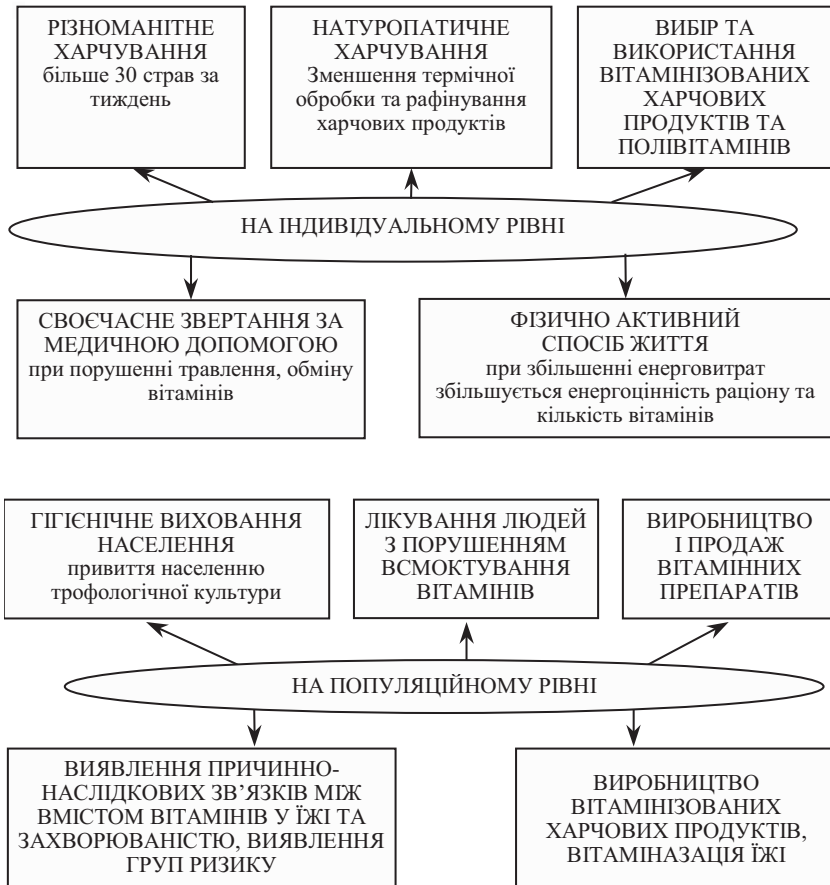 РІЗНОМАНІТНЕ
ХАРЧУВАННЯ
більше 30 страв за
тиждень
НАТУРОПАТИЧНЕ
ХАРЧУВАННЯ
Зменшення термічної
обробки та рафінування
харчових продуктів
ВИБІР ТА
ВИКОРИСТАННЯ
ВІТАМІНІЗОВАНИХ
ХАРЧОВИХ
ПРОДУКТІВ ТА
ПОЛІВІТАМІНІВ
НА ІНДИВІДУАЛЬНОМУ РІВНІ
СВОЄЧАСНЕ ЗВЕРТАННЯ ЗА
МЕДИЧНОЮ ДОПОМОГОЮ
при порушенні травлення, обміну
вітамінів
ФІЗИЧНО АКТИВНИЙ
СПОСІБ ЖИТТЯ
при збільшенні енерговитрат
збільшується енергоцінність раціону та
кількість вітамінів
ГІГІЄНІЧНЕ ВИХОВАННЯ
НАСЕЛЕННЯ
привиття населенню
трофологічної культури
ЛІКУВАННЯ ЛЮДЕЙ
З ПОРУШЕННЯМ
ВСМОКТУВАННЯ
ВІТАМІНІВ
ВИРОБНИЦТВО
І ПРОДАЖ
ВІТАМІННИХ
ПРЕПАРАТІВ
НА ПОПУЛЯЦІЙНОМУ РІВНІ
ВИЯВЛЕННЯ ПРИЧИННО-
НАСЛІДКОВИХ ЗВ’ЯЗКІВ МІЖ
ВМІСТОМ ВІТАМІНІВ У ЇЖІ ТА
ЗАХВОРЮВАНІСТЮ, ВИЯВЛЕННЯ
ГРУП РИЗИКУ
ВИРОБНИЦТВО
ВІТАМІНІЗОВАНИХ
ХАРЧОВИХ ПРОДУКТІВ,
ВІТАМІНАЗАЦІЯ ЇЖІ